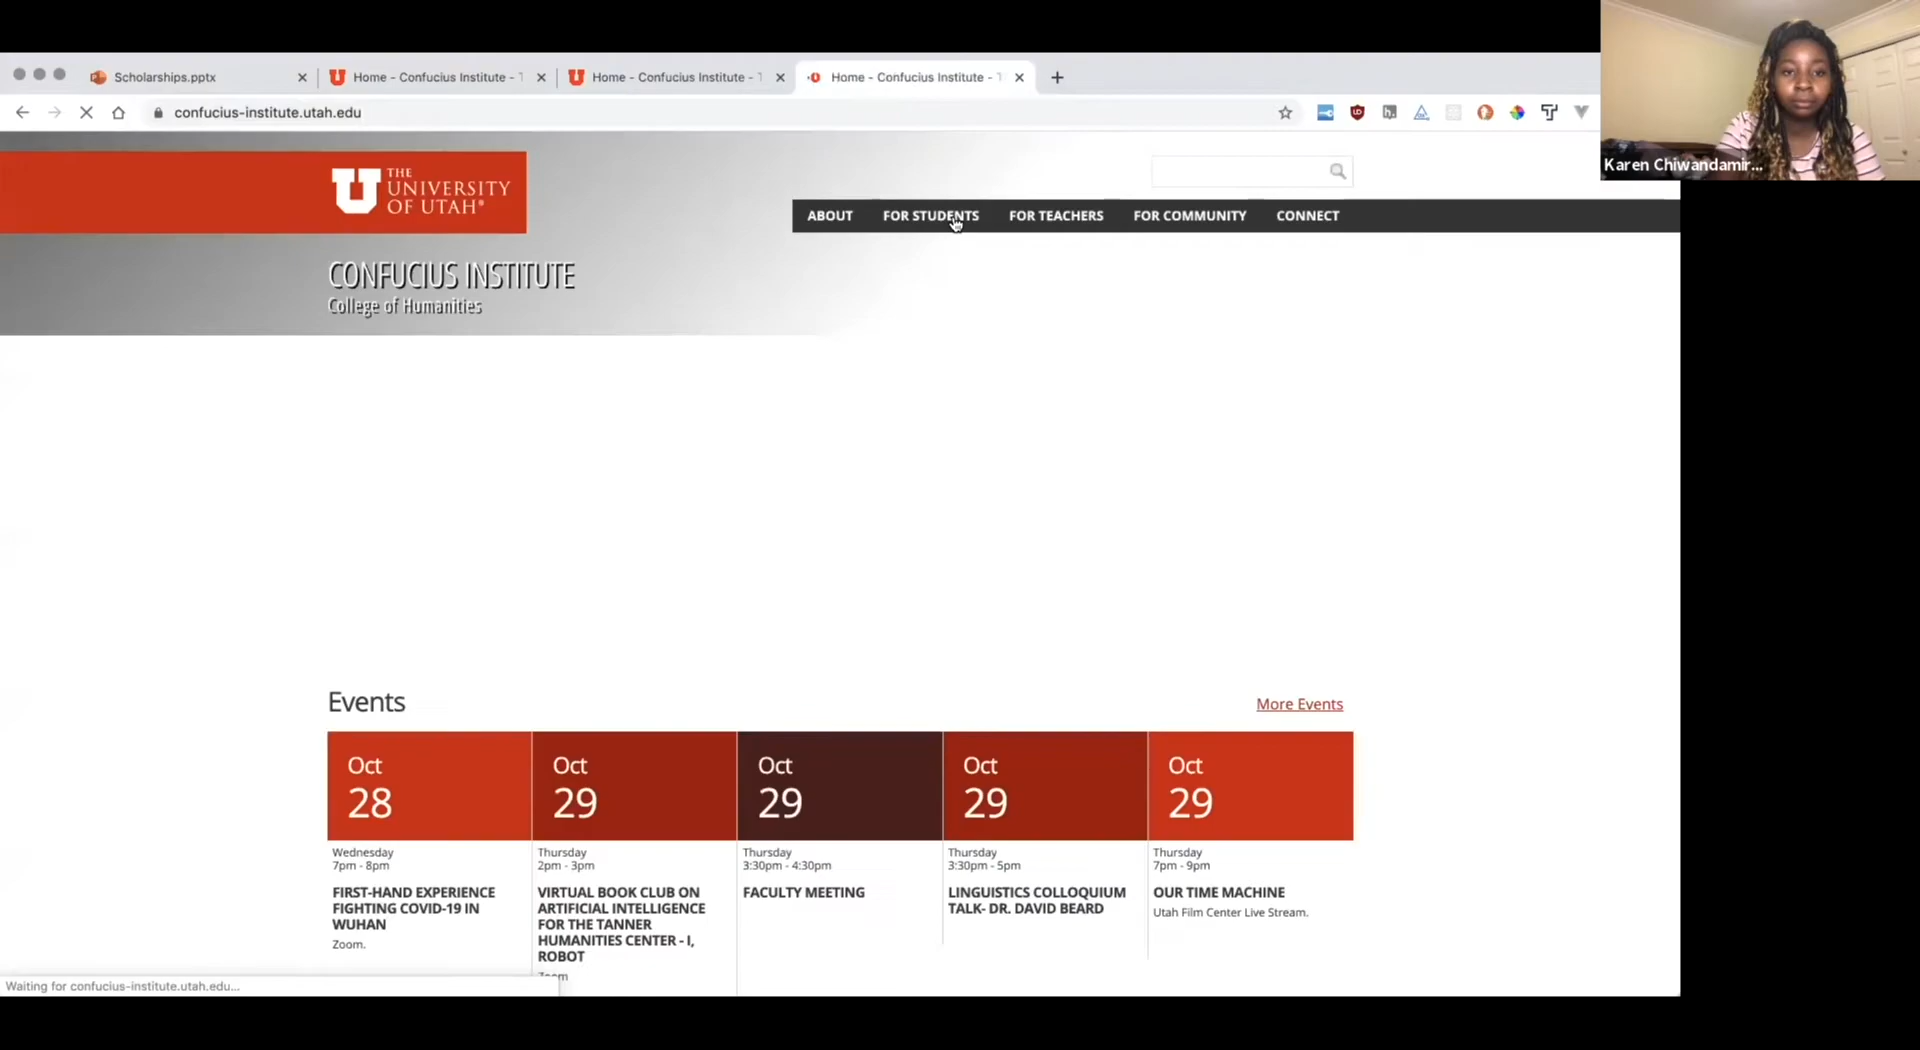 Scholarships.pptx
Home - Confucius Institute - T
Home - Confucius Institute - T
Home - Confucius Institute - T
confucius-institute.utah.edu
Karen Chiwandamir...
THE
UNIVERSITY
OF UTAH®
ABOUT FOR STUDENTS FOR TEACHERS FOR COMMUNITY CONNECT
CONFUCIUS INSTITUTE
College of Humanities
Events
More Events
Oct
28
Wednesday
7pm - 8pm
FIRST-HAND EXPERIENCE
FIGHTING COVID-19 IN
WUHAN
Zoom.
Oct
29
Thursday
2pm - 3pm
VIRTUAL BOOK CLUB ON
ARTIFICIAL INTELLIGENCE
FOR THE TANNER
HUMANITIES CENTER - I,
ROBOT
Zoom
Oct
29
Thursday
3:30pm - 4:30pm
FACULTY MEETING
Oct
29
Thursday
3:30pm - 5pm
LINGUISTICS COLLOQUIUM
TALK- DR. DAVID BEARD
Oct
29
Thursday
7pm - 9pm
OUR TIME MACHINE
Utah Film Center Live Stream.
Waiting for confucius-institute.utah.edu...